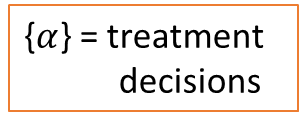 {α} = treatment
decisions